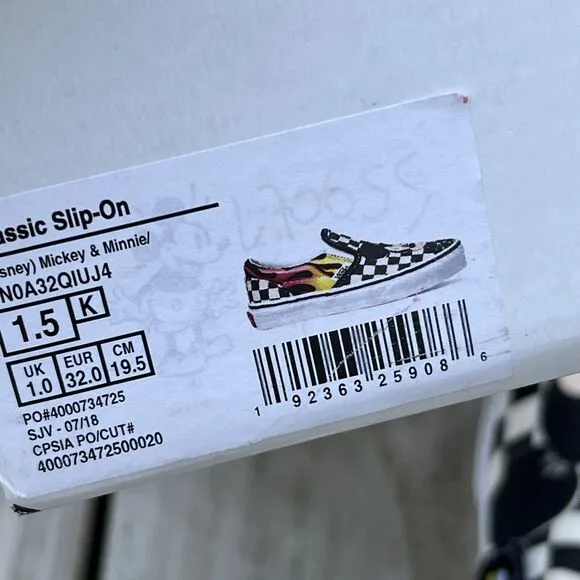 assic Slip-On
sney) Mickey & Minnie/
N0A32QIUJ4
1.5 K
UK EUR CM
1.0 32.0 19.5
PO#4000734725
SJV - 07/18
CPSIA PO/CUT#
400073472500020
1 92363 25908 6